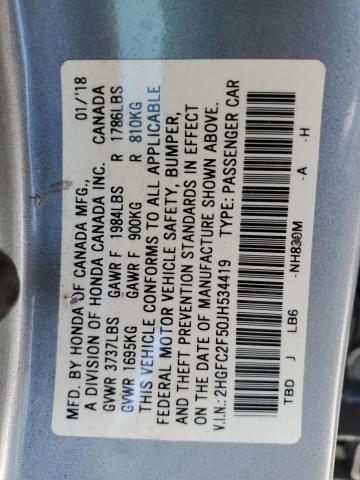 MFD. BY HONDA OF CANADA MFG., 01/'18
A DIVISION OF HONDA CANADA INC. CANADA
GVWR 3737LBS GAWR F 1984LBS R 1786LBS
GVWR 1695KG GAWR F 900KG R 810KG
THIS VEHICLE CONFORMS TO ALL APPLICABLE
FEDERAL MOTOR VEHICLE SAFETY, BUMPER,
AND THEFT PREVENTION STANDARDS IN EFFECT
ON THE DATE OF MANUFACTURE SHOWN ABOVE.
V.I.N.: 2HGFC2F50JH534419 TYPE: PASSENGER CAR
TBD J LB6 -NH830M -A -H